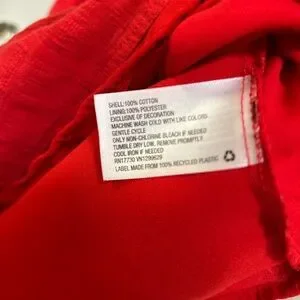 SHELL:100% COTTON
LINING:100% POLYESTER
EXCLUSIVE OF DECORATION
MACHINE WASH COLD WITH LIKE COLORS-
GENTLE CYCLE
ONLY NON-CHLORINE BLEACH IF NEEDED
TUMBLE DRY LOW, REMOVE PROMPTLY
COOL IRON IF NEEDED
RN17730 VN1299629
LABEL MADE FROM 100% RECYCLED PLASTIC